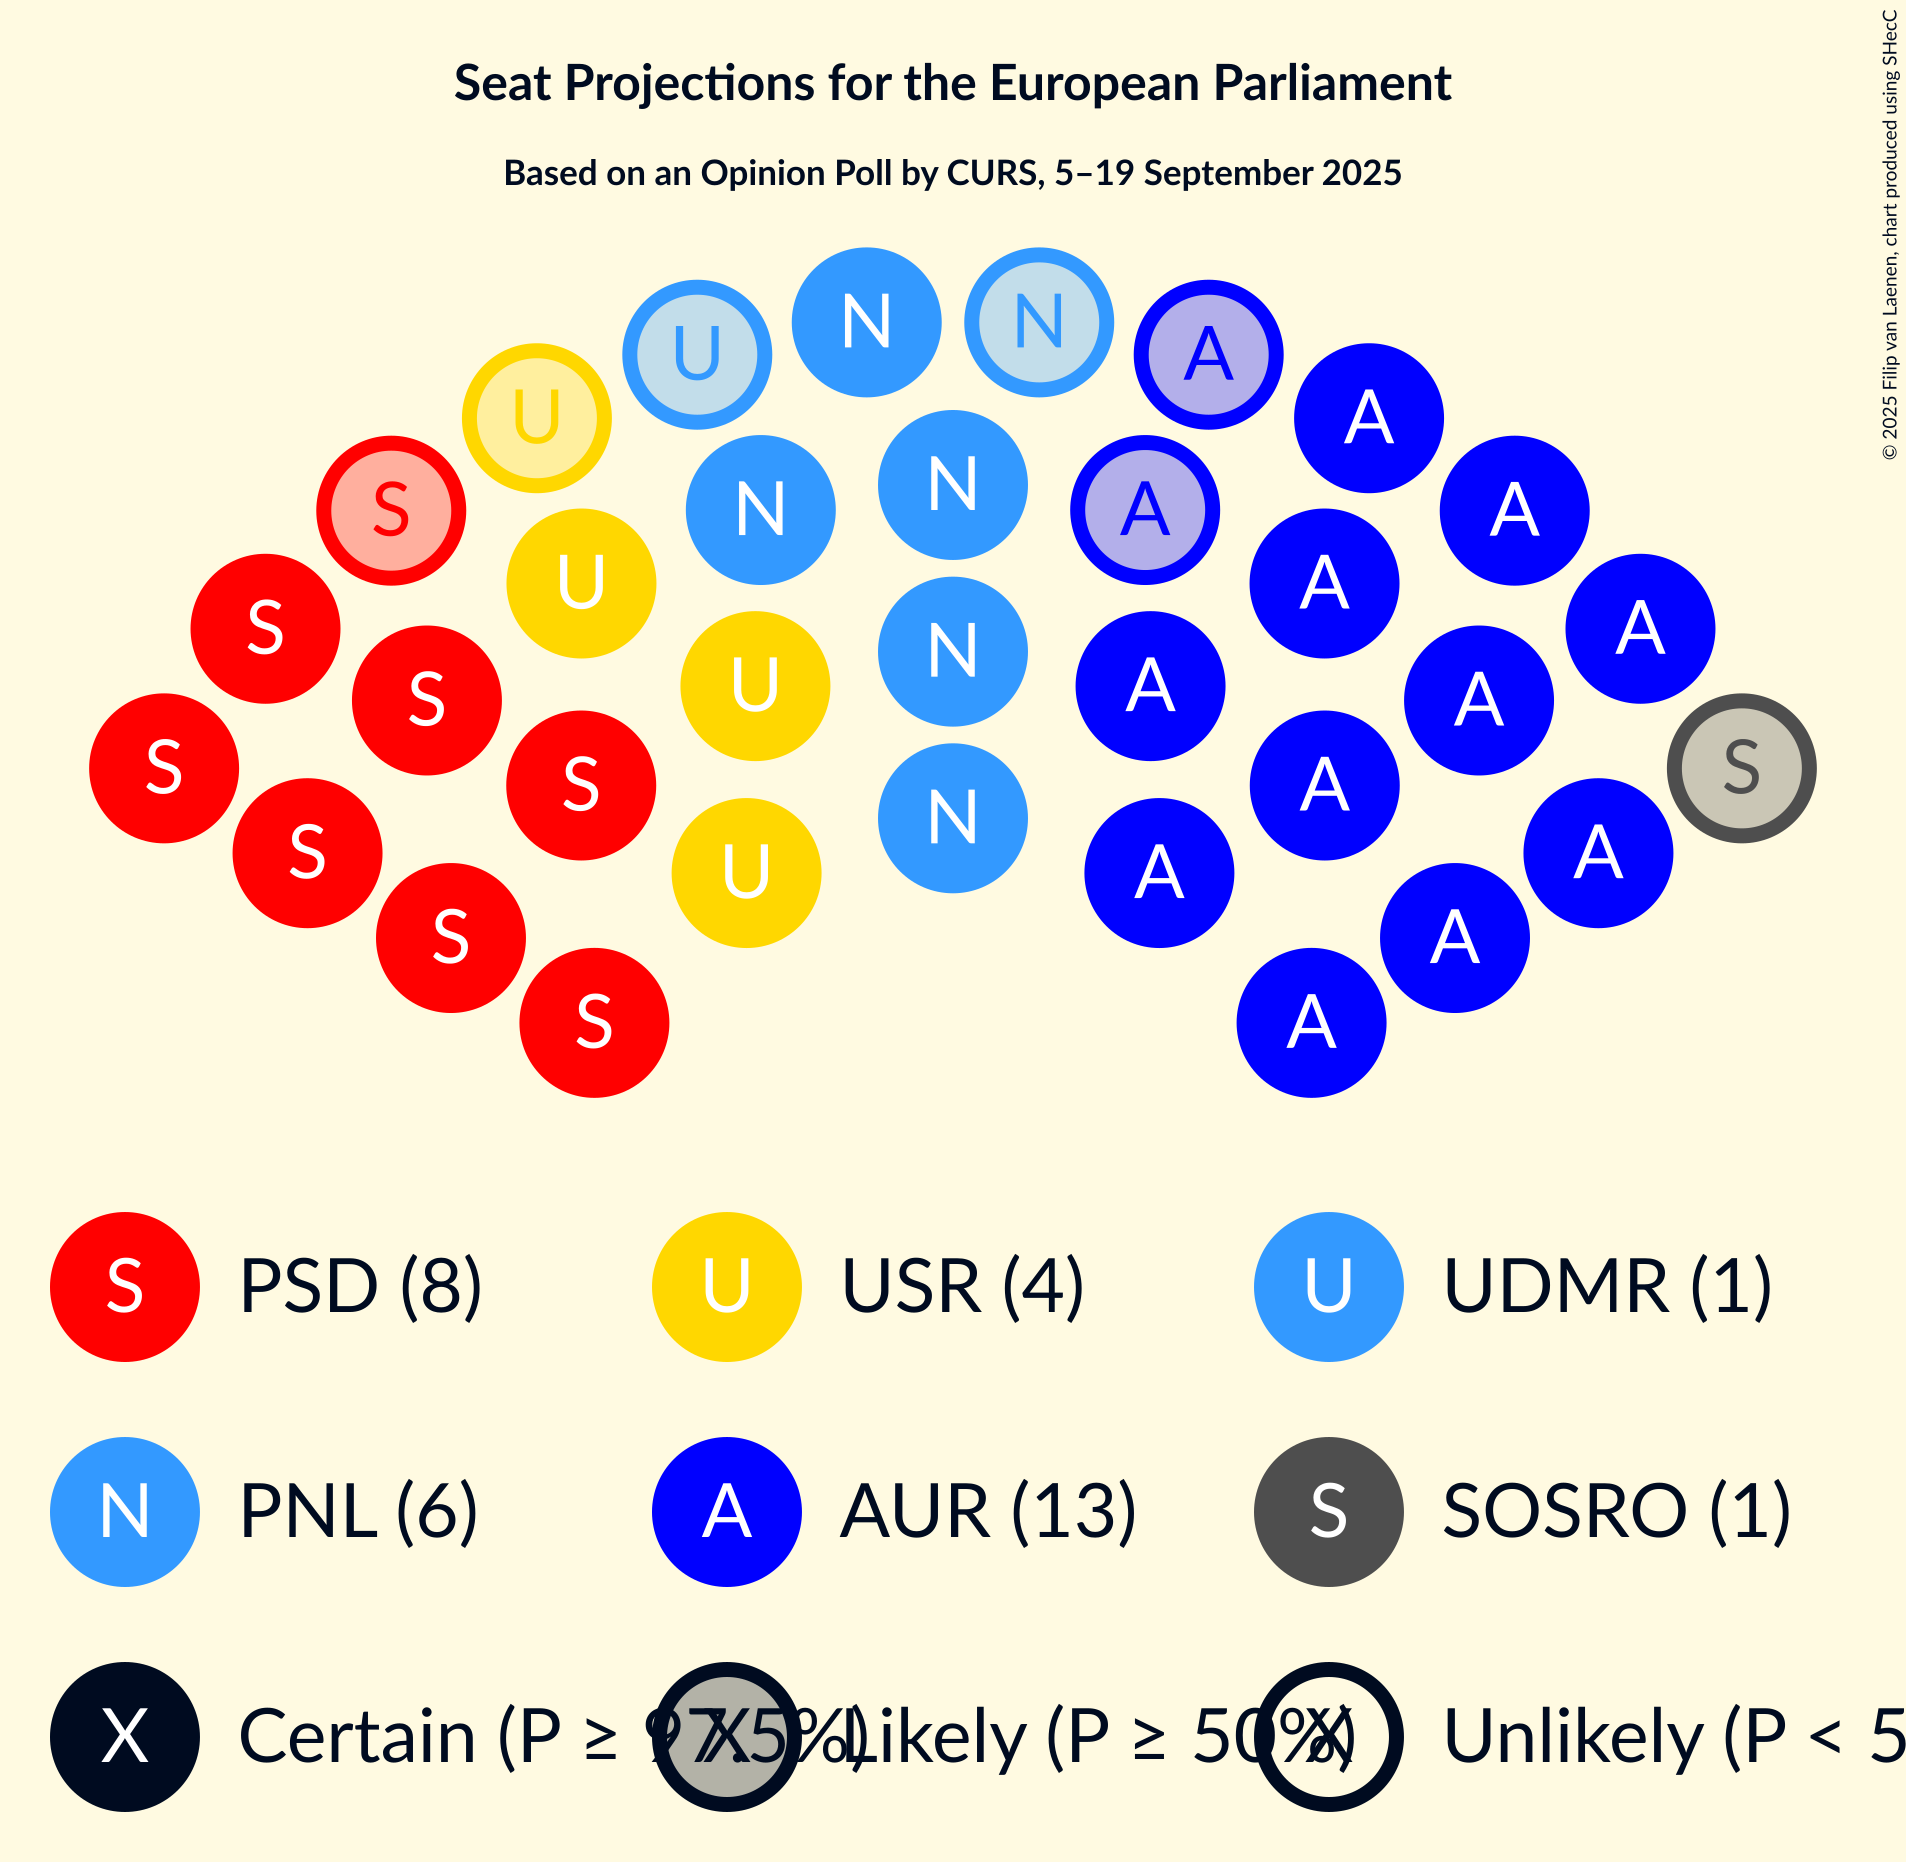 Seat Projections for the European Parliament
Based on an Opinion Poll by CURS, 5–19 September 2025
© 2025 Filip van Laenen, chart produced using SHecC
N N
U A
U A
S N N A A
U A
S N A
U A
S A
S S A A S
S A
U N A
S A
S A
S PSD (8) U USR (4) U UDMR (1)
N PNL (6) A AUR (13) S SOSRO (1)
X Certain (P ≥ 97.5%) X Likely (P ≥ 50%) X Unlikely (P < 5